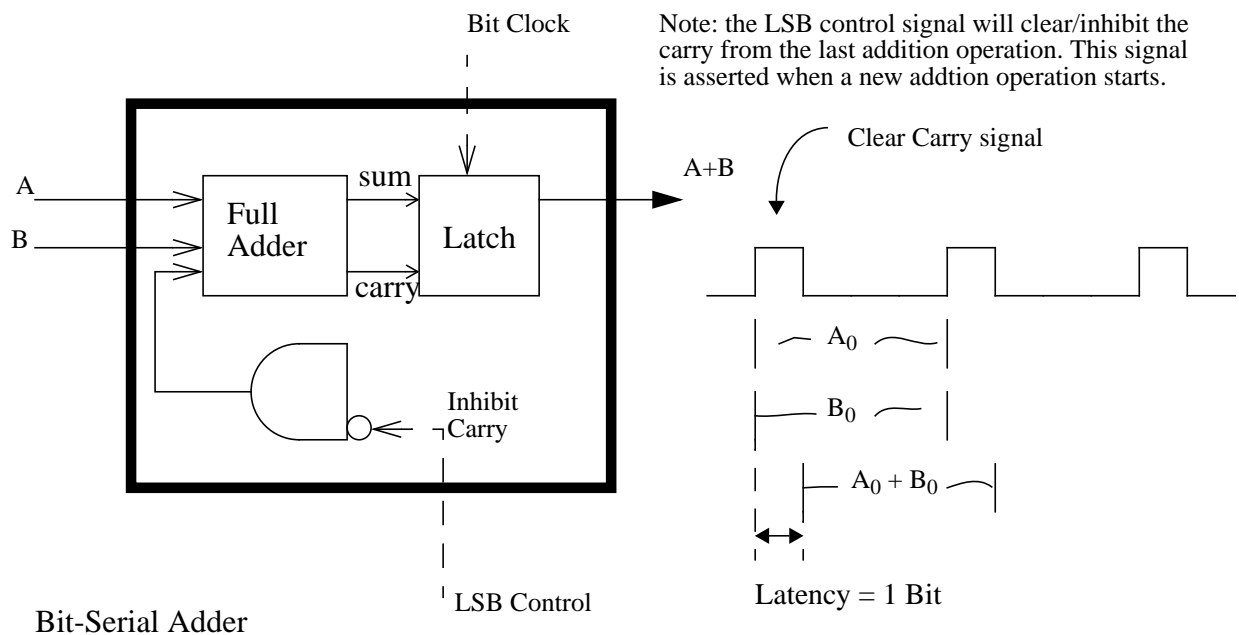 Bit Clock
Note: the LSB control signal will clear/inhibit the
carry from the last addition operation. This signal
is asserted when a new addtion operation starts.
Clear Carry signal
A+B
A
B
sum
Full
Adder
Latch
carry
Inhibit
Carry
A0
B0
A0 + B0
LSB Control
Latency = 1 Bit
Bit-Serial Adder